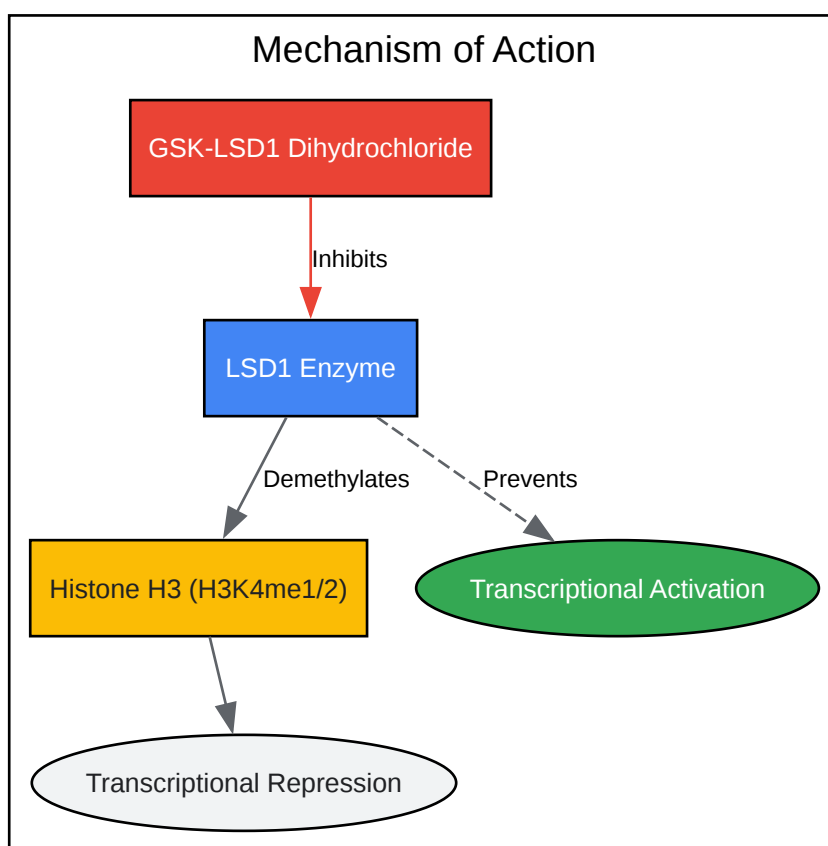 Mechanism of Action
GSK-LSD1 Dihydrochloride
Inhibits
LSD1 Enzyme
Demethylates
Prevents
Histone H3 (H3K4me1/2)
Transcriptional Activation
Transcriptional Repression